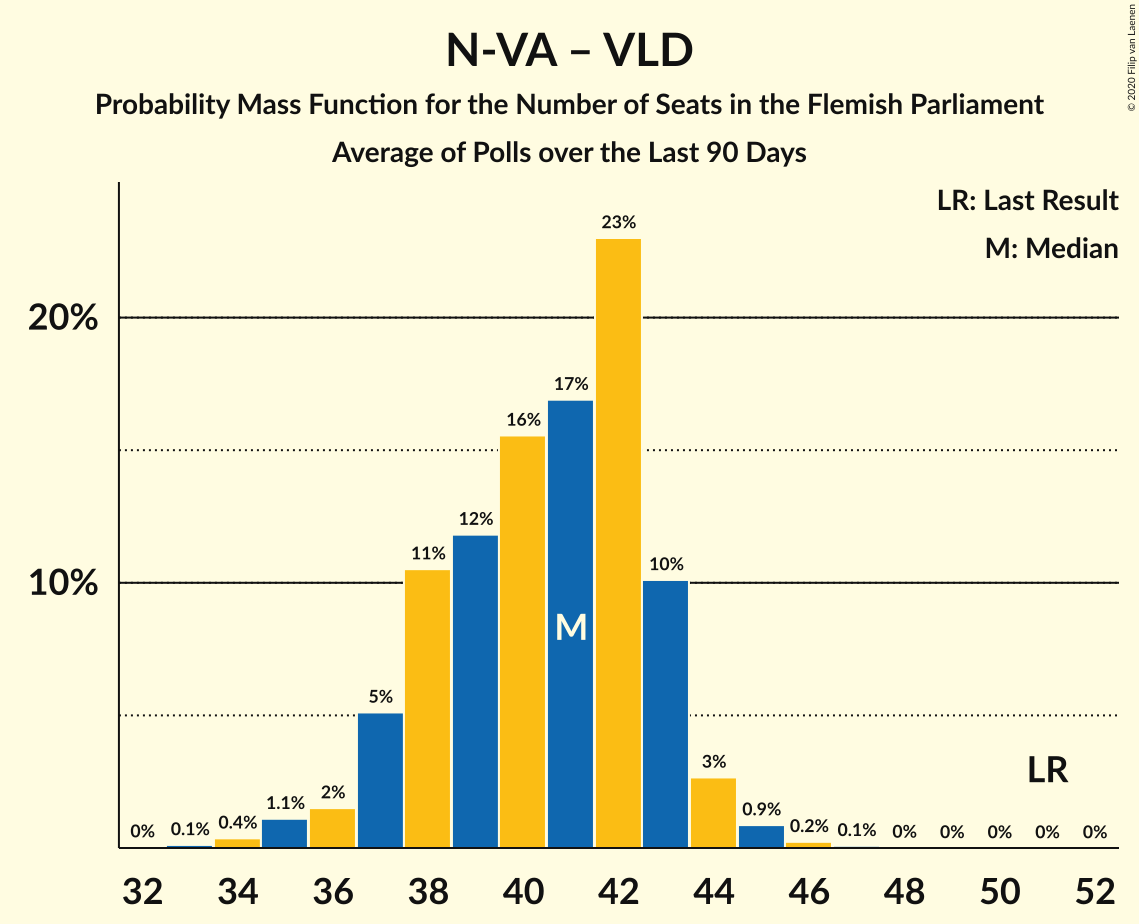 N-VA – VLD
Probability Mass Function for the Number of Seats in the Flemish Parliament
Average of Polls over the Last 90 Days
© 2020 Filip van Laenen
LR: Last Result
M: Median
20%
10%
0% 0.1% 0.4% 1.1% 2% 5% 11% 12% 16% 17% 23% 10% 3% 0.9% 0.2% 0.1% 0% 0% 0% 0% 0%
M
LR
32 34 36 38 40 42 44 46 48 50 52